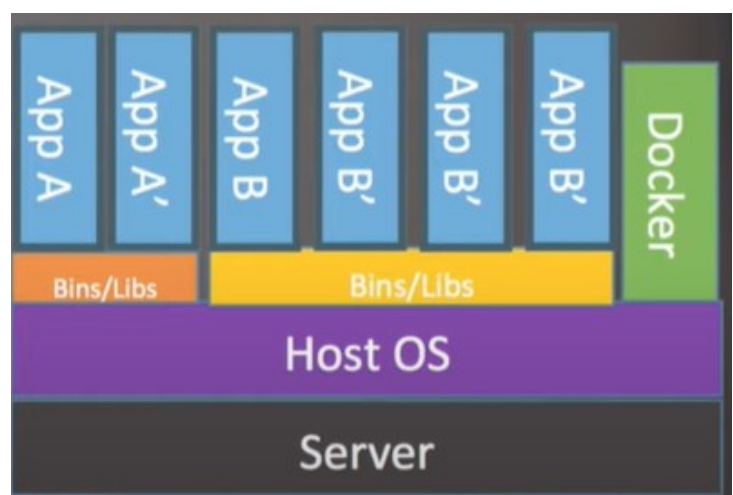 App A
App A’
App B
App B’
App B’
App B’
Docker
Bins/Libs
Bins/Libs
Host OS
Server